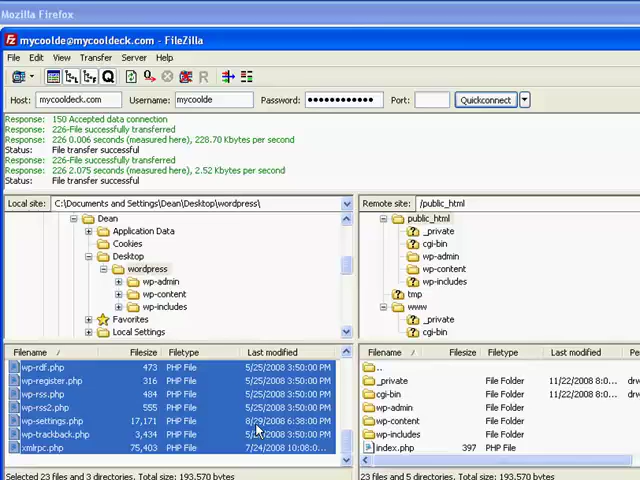 Mozilla Firefox
mycoolde@mycooldeck.com - FileZilla
File Edit View Transfer Server Help
Host: mycooldeck.com Username: mycoolde Password: •••••••••••• Port: Quickconnect
Response: 150 Accepted data connection
Response: 226-File successfully transferred
Response: 226 0.006 seconds (measured here), 228.70 Kbytes per second
Status: File transfer successful
Response: 226-File successfully transferred
Response: 226 2.075 seconds (measured here), 2.52 Kbytes per second
Status: File transfer successful
Local site: C:\Documents and Settings\Dean\Desktop\wordpress\
Dean
Application Data
Cookies
Desktop
wordpress
wp-admin
wp-content
wp-includes
Favorites
Local Settings
Remote site: /public_html
public_html
_private
cgi-bin
wp-admin
wp-content
wp-includes
tmp
www
_private
cgi-bin
Filename / Filesize Filetype Last modified
wp-rdf.php 473 PHP File 5/25/2008 3:50:00 PM
wp-register.php 316 PHP File 5/25/2008 3:50:00 PM
wp-rss.php 484 PHP File 5/25/2008 3:50:00 PM
wp-rss2.php 555 PHP File 5/25/2008 3:50:00 PM
wp-settings.php 17,171 PHP File 8/29/2008 6:38:00 PM
wp-trackback.php 3,434 PHP File 5/25/2008 3:50:00 PM
xmlrpc.php 75,403 PHP File 7/24/2008 10:08:0...
Selected 23 files and 3 directories. Total size: 193,570 bytes
Filename / Filesize Filetype Last modified
..
_private File Folder 11/22/2008 8:0... drw
cgi-bin File Folder 11/22/2008 8:0... drw
wp-admin File Folder
wp-content File Folder
wp-includes File Folder
index.php 397 PHP File
23 files and 5 directories. Total size: 193,570 bytes